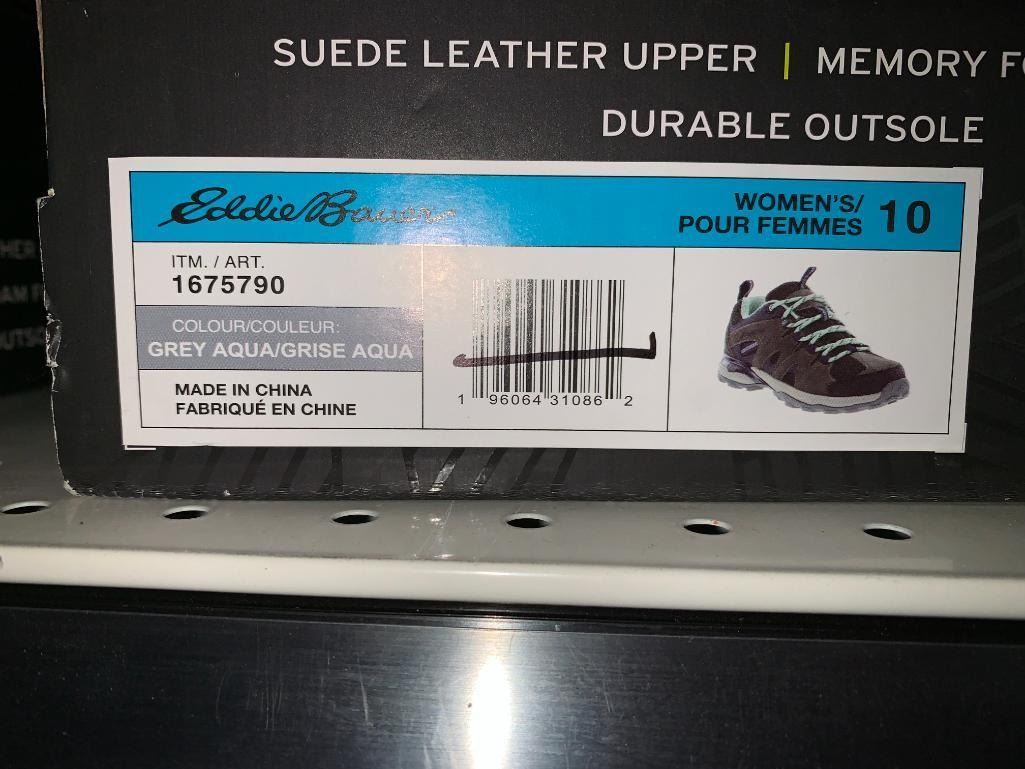 SUEDE LEATHER UPPER | MEMORY
DURABLE OUTSOLE
Eddie Bauer
WOMEN'S/
POUR FEMMES 10
ITM. / ART.
1675790
COLOUR/COULEUR:
GREY AQUA/GRISE AQUA
MADE IN CHINA
FABRIQUÉ EN CHINE
1 96064 31086 2